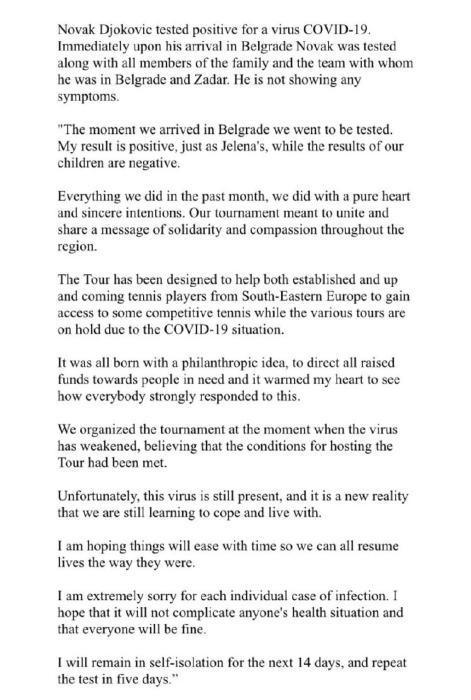 Novak Djokovic tested positive for a virus COVID-19.
Immediately upon his arrival in Belgrade Novak was tested
along with all members of the family and the team with whom
he was in Belgrade and Zadar. He is not showing any
symptoms.
"The moment we arrived in Belgrade we went to be tested.
My result is positive, just as Jelena's, while the results of our
children are negative.
Everything we did in the past month, we did with a pure heart
and sincere intentions. Our tournament meant to unite and
share a message of solidarity and compassion throughout the
region.
The Tour has been designed to help both established and up
and coming tennis players from South-Eastern Europe to gain
access to some competitive tennis while the various tours are
on hold due to the COVID-19 situation.
It was all born with a philanthropic idea, to direct all raised
funds towards people in need and it warmed my heart to see
how everybody strongly responded to this.
We organized the tournament at the moment when the virus
has weakened, believing that the conditions for hosting the
Tour had been met.
Unfortunately, this virus is still present, and it is a new reality
that we are still learning to cope and live with.
I am hoping things will ease with time so we can all resume
lives the way they were.
I am extremely sorry for each individual case of infection. I
hope that it will not complicate anyone's health situation and
that everyone will be fine.
I will remain in self-isolation for the next 14 days, and repeat
the test in five days.”